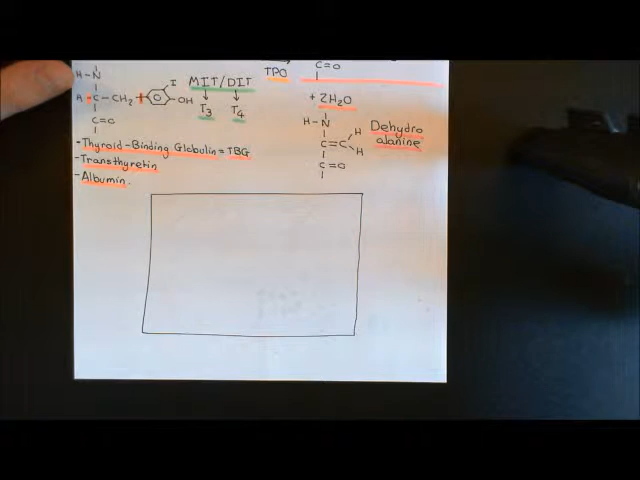 H-N
H-C-CH2
I
OH
C=O
MIT/DIT
T3 T4
TPO
C=O
+ 2H2O
H-N
C=C
H
H
C=O
Dehydro
alanine
- Thyroid-Binding Globulin = TBG
- Transthyretin
- Albumin.